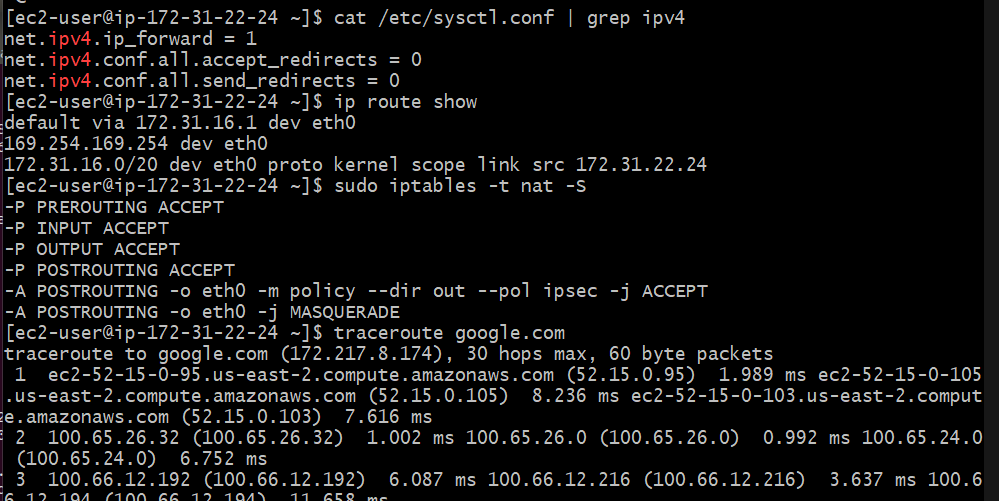 [ec2-user@ip-172-31-22-24 ~]$ cat /etc/sysctl.conf | grep ipv4
net.ipv4.ip_forward = 1
net.ipv4.conf.all.accept_redirects = 0
net.ipv4.conf.all.send_redirects = 0
[ec2-user@ip-172-31-22-24 ~]$ ip route show
default via 172.31.16.1 dev eth0
169.254.169.254 dev eth0
172.31.16.0/20 dev eth0 proto kernel scope link src 172.31.22.24
[ec2-user@ip-172-31-22-24 ~]$ sudo iptables -t nat -S
-P PREROUTING ACCEPT
-P INPUT ACCEPT
-P OUTPUT ACCEPT
-P POSTROUTING ACCEPT
-A POSTROUTING -o eth0 -m policy --dir out --pol ipsec -j ACCEPT
-A POSTROUTING -o eth0 -j MASQUERADE
[ec2-user@ip-172-31-22-24 ~]$ traceroute google.com
traceroute to google.com (172.217.8.174), 30 hops max, 60 byte packets
 1  ec2-52-15-0-95.us-east-2.compute.amazonaws.com (52.15.0.95)  1.989 ms ec2-52-15-0-105
.us-east-2.compute.amazonaws.com (52.15.0.105)  8.236 ms ec2-52-15-0-103.us-east-2.comput
e.amazonaws.com (52.15.0.103)  7.616 ms
 2  100.65.26.32 (100.65.26.32)  1.002 ms 100.65.26.0 (100.65.26.0)  0.992 ms 100.65.24.0
 (100.65.24.0)  6.752 ms
 3  100.66.12.192 (100.66.12.192)  6.087 ms 100.66.12.216 (100.66.12.216)  3.637 ms 100.6
6.12.194 (100.66.12.194)  11.658 ms